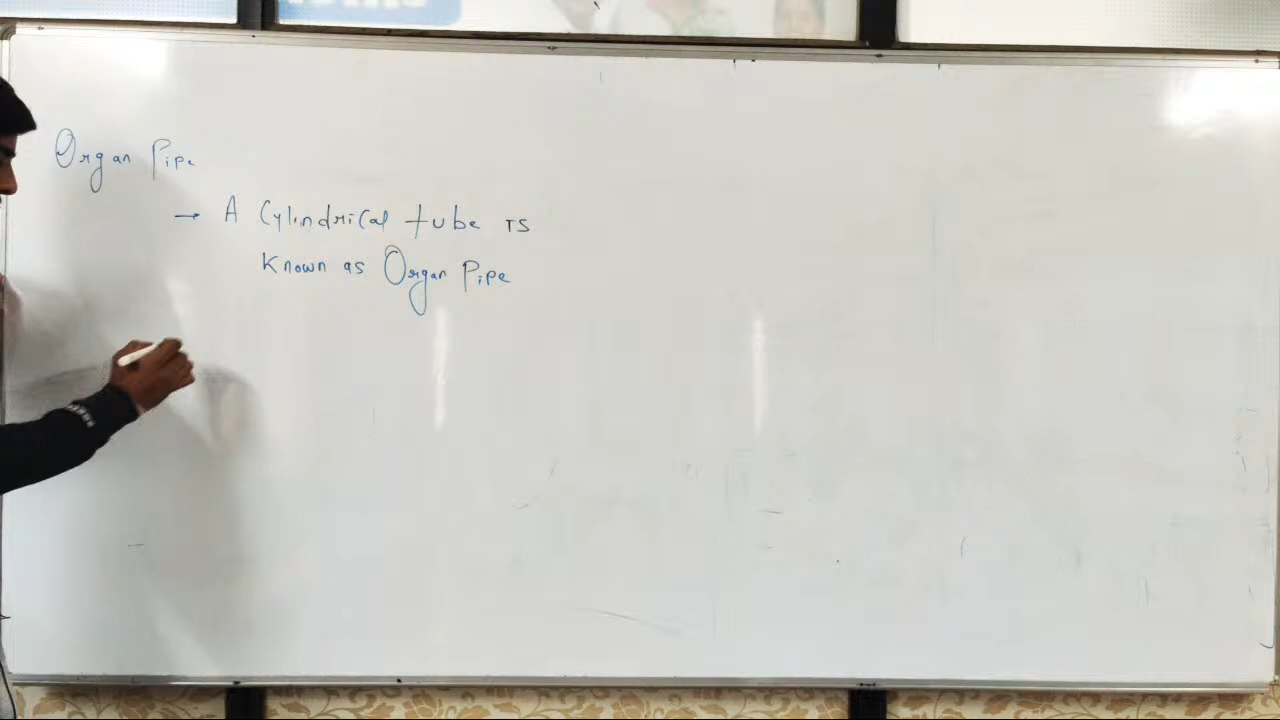 Organ Pipe
→ A Cylindrical tube is
Known as Organ Pipe